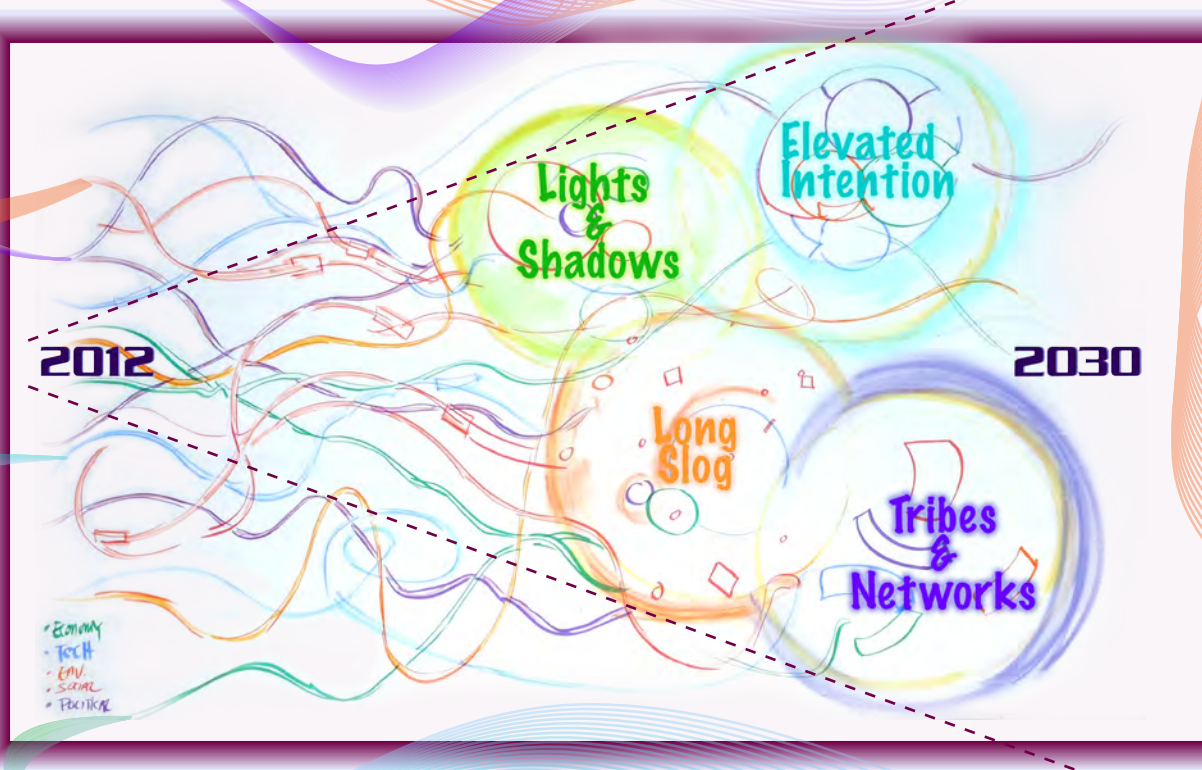 Elevated
Intention
Lights
&
Shadows
2012
2030
Long
Slog
Tribes
&
Networks
• Economy
• TECH
• ENV.
• SOCIAL
• POLITICAL